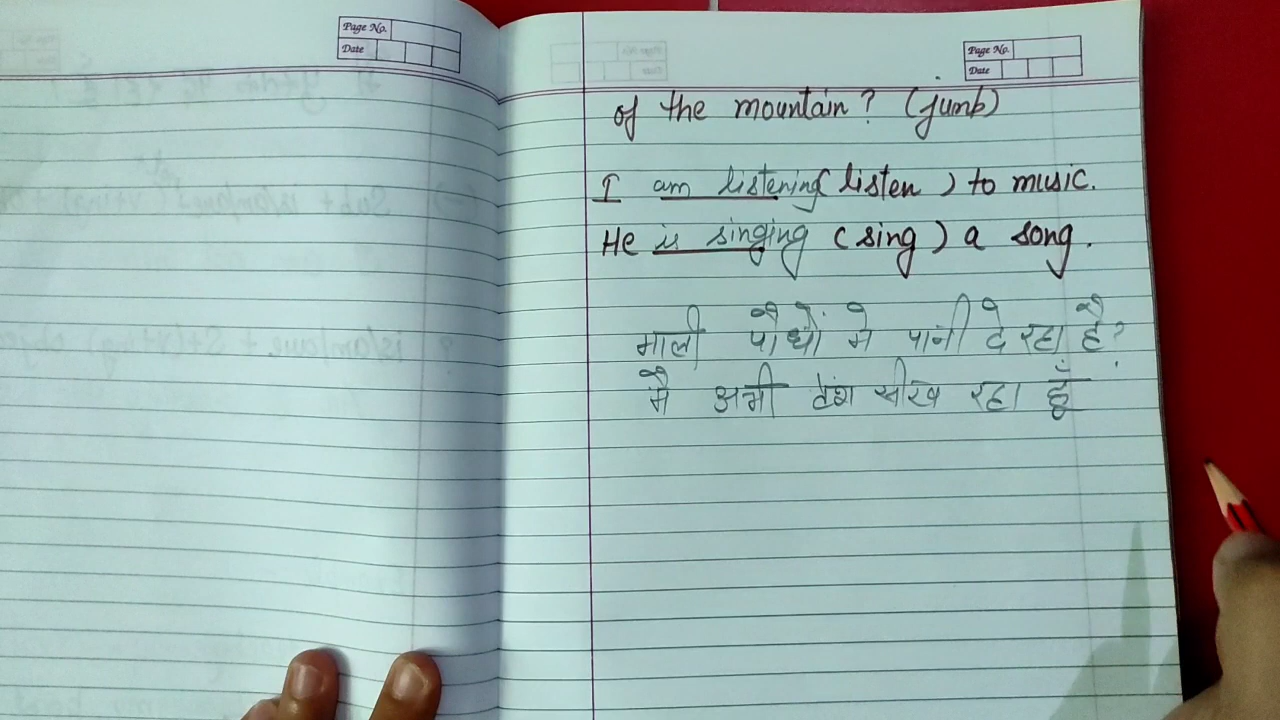 Page No.
Date
Page No.
Date
of the mountain? (jumb)
I am listening (listen) to music.
He is singing (sing) a song.
माली पौधों मे पानी दे रहा है?
मै अभी डांश सीख रहा हूँ